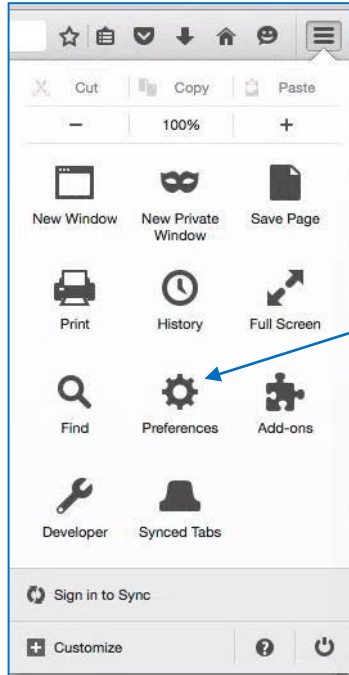 Cut Copy Paste
− 100% +
New Window New Private Window Save Page
Print History Full Screen
Find Preferences Add-ons
Developer Synced Tabs
Sign in to Sync
Customize ?